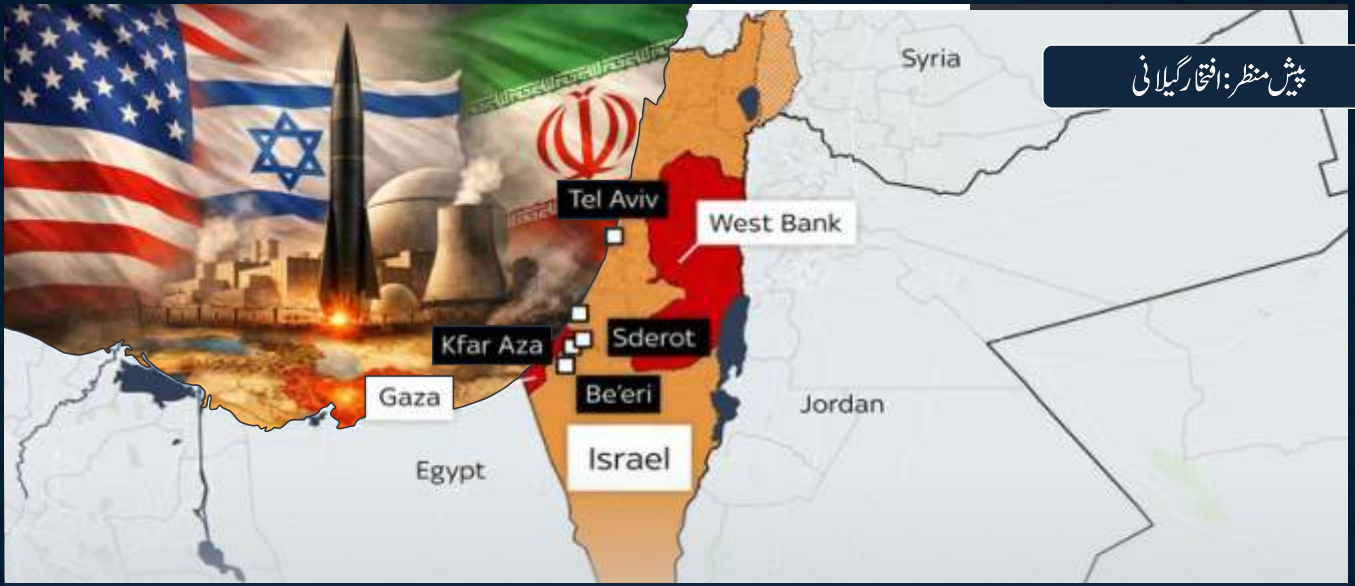 Syria
پیش منظر: افتخار گیلانی
Tel Aviv
West Bank
Kfar Aza
Sderot
Gaza
Be'eri
Jordan
Israel
Egypt